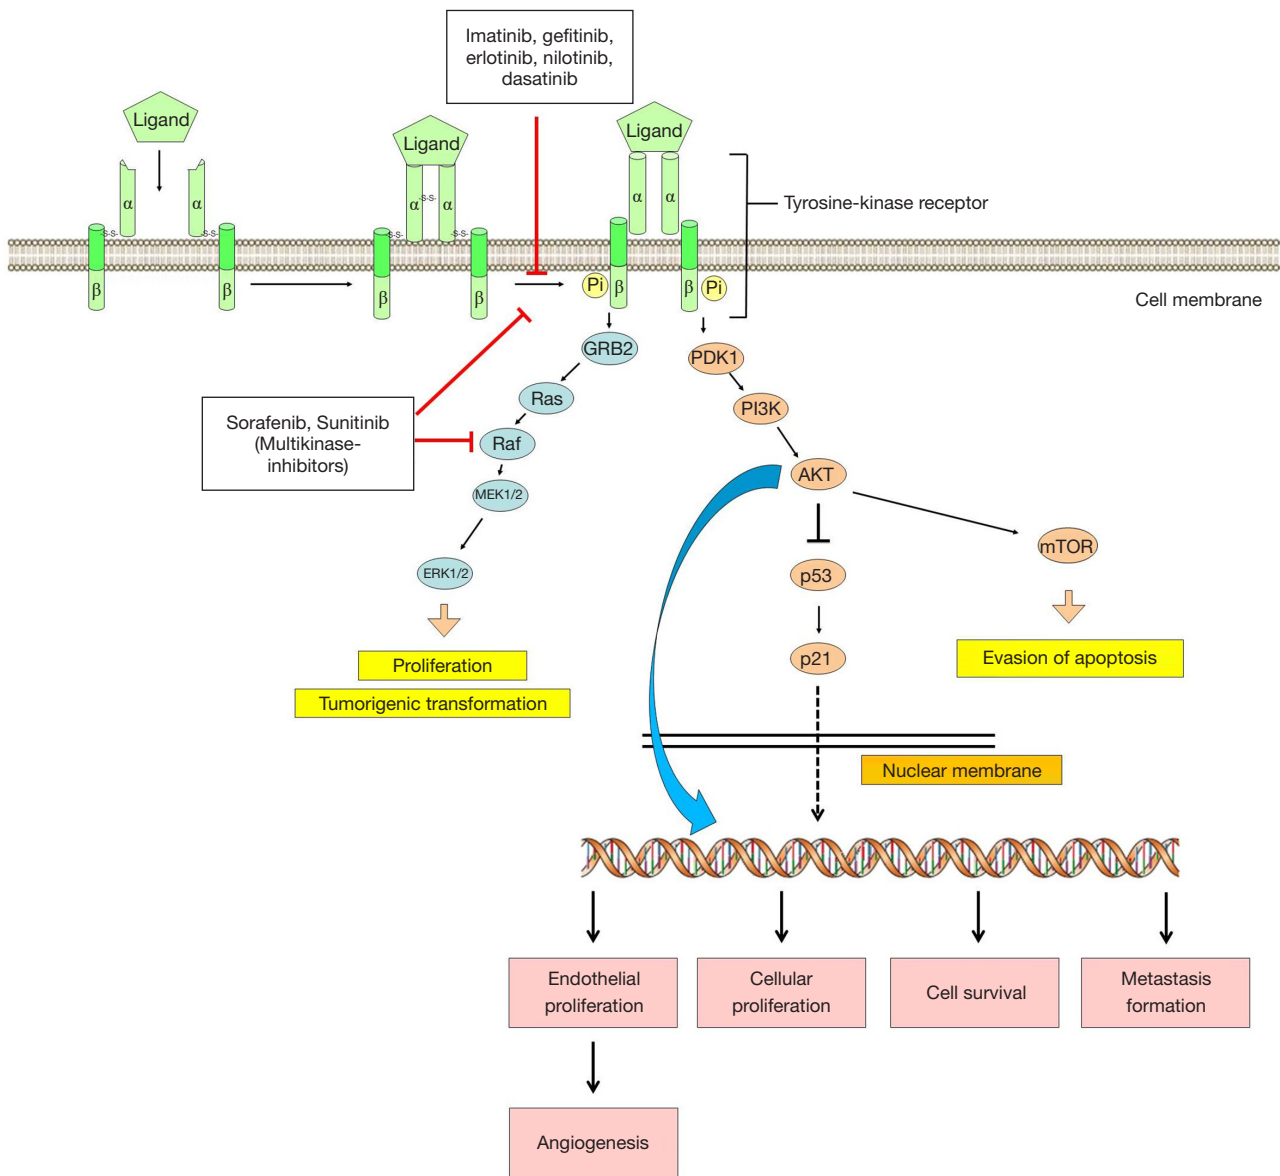 Imatinib, gefitinib,
erlotinib, nilotinib,
dasatinib
Ligand
Ligand
Ligand
α
α
α
-S-S-
α
α
α
Tyrosine-kinase receptor
-S-S-
-S-S-
-S-S-
-S-S-
β
β
β
β
Pi
β
β
Pi
Cell membrane
GRB2
PDK1
Ras
PI3K
Sorafenib, Sunitinib
(Multikinase-
inhibitors)
Raf
AKT
MEK1/2
mTOR
ERK1/2
p53
Proliferation
p21
Evasion of apoptosis
Tumorigenic transformation
Nuclear membrane
Endothelial
proliferation
Cellular
proliferation
Cell survival
Metastasis
formation
Angiogenesis